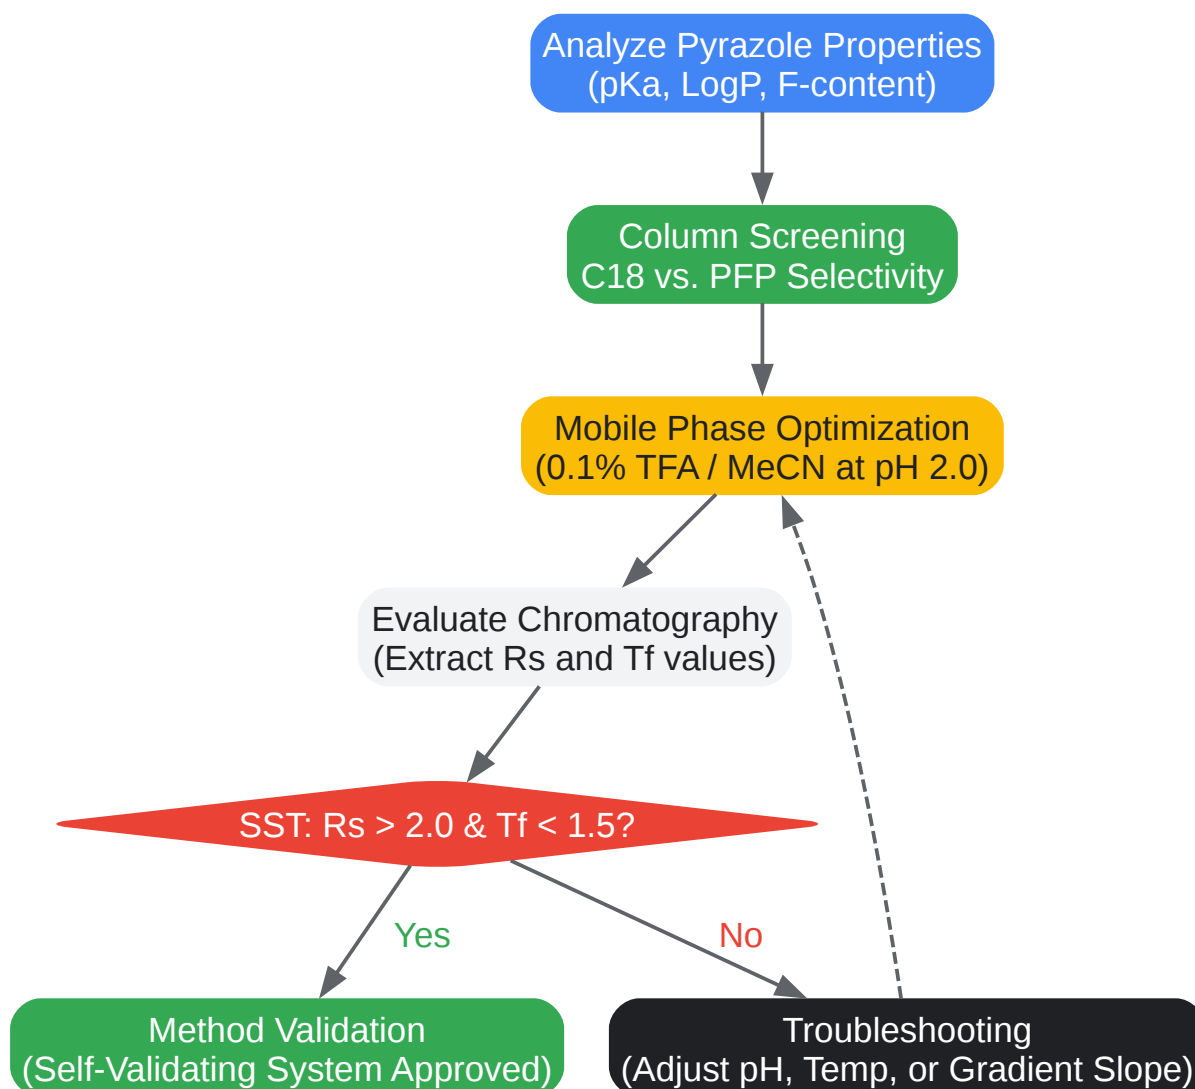 Analyze Pyrazole Properties
(pKa, LogP, F-content)
Column Screening
C18 vs. PFP Selectivity
Mobile Phase Optimization
(0.1% TFA / MeCN at pH 2.0)
Evaluate Chromatography
(Extract Rs and Tf values)
SST: Rs > 2.0 & Tf < 1.5?
Yes
No
Method Validation
(Self-Validating System Approved)
Troubleshooting
(Adjust pH, Temp, or Gradient Slope)